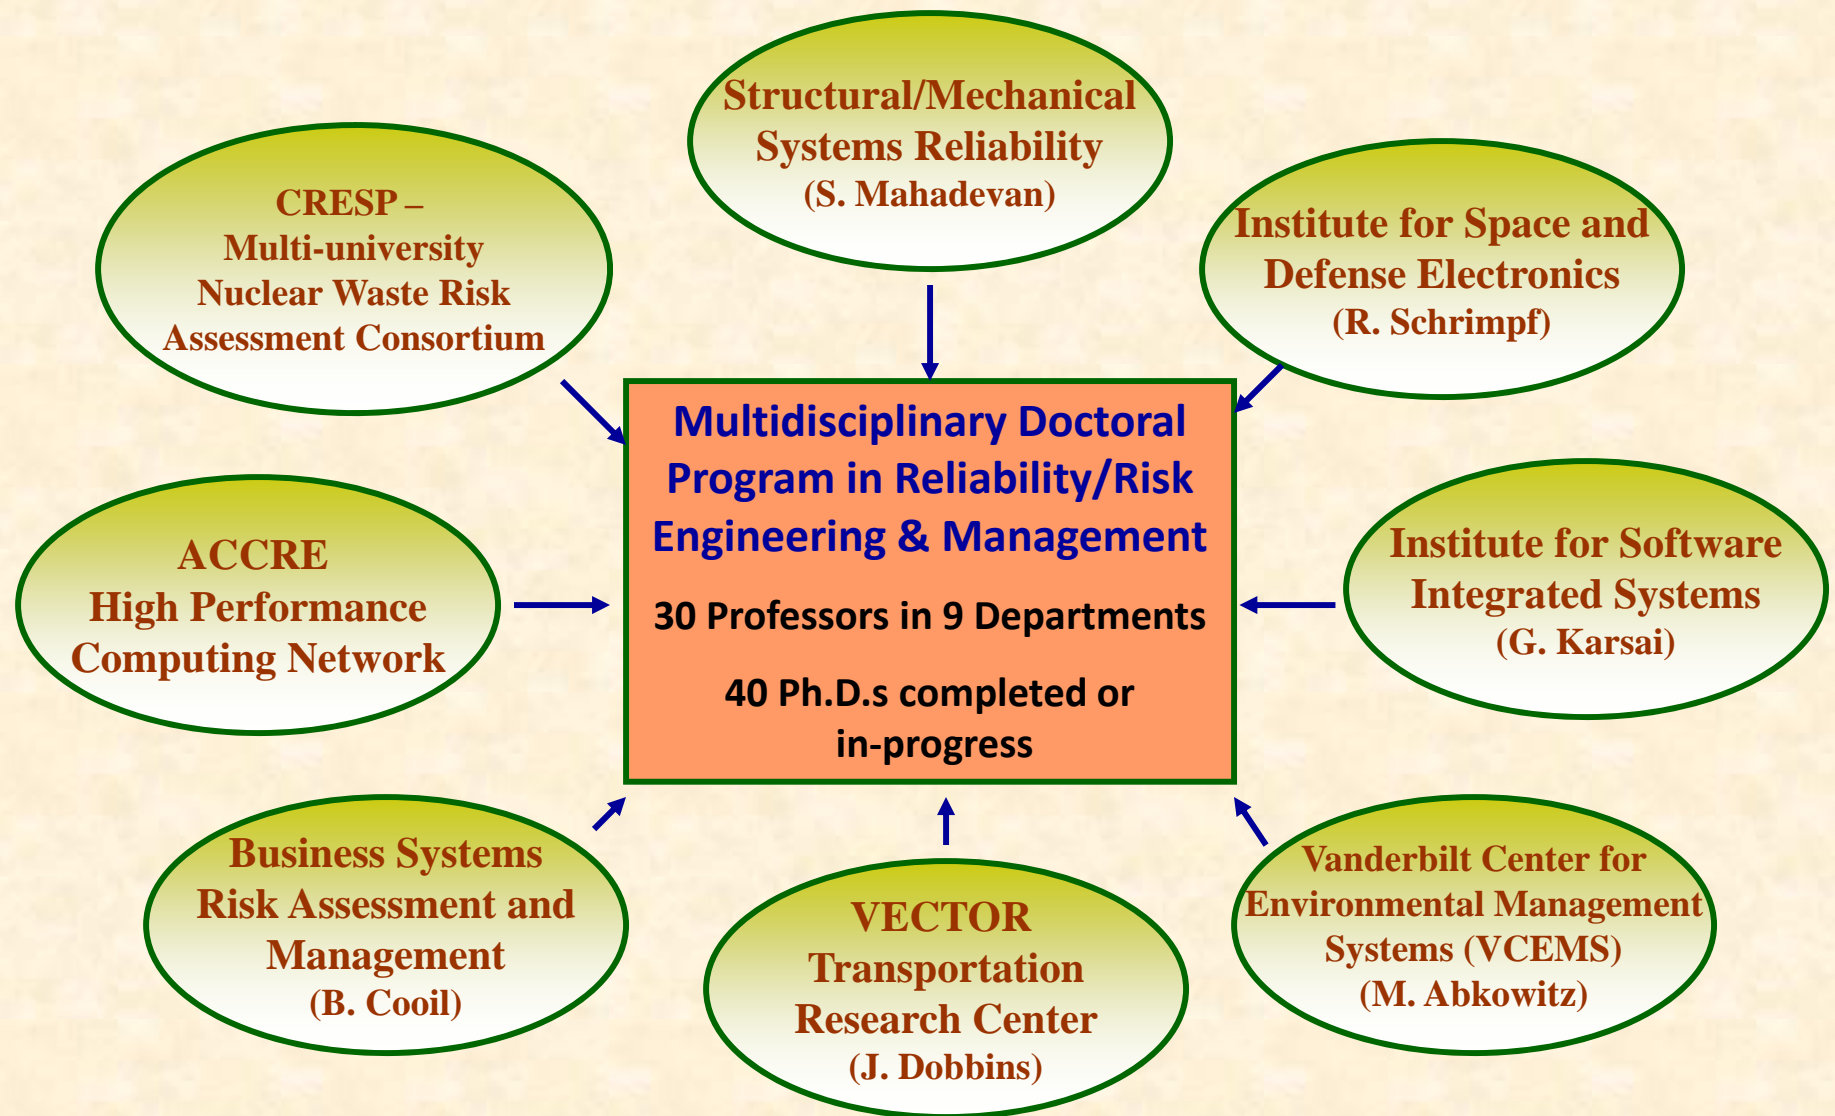 Structural/Mechanical
Systems Reliability
(S. Mahadevan)
CRESP –
Multi-university
Nuclear Waste Risk
Assessment Consortium
Institute for Space and
Defense Electronics
(R. Schrimpf)
Multidisciplinary Doctoral
Program in Reliability/Risk
Engineering & Management
30 Professors in 9 Departments
40 Ph.D.s completed or
in-progress
ACCRE
High Performance
Computing Network
Institute for Software
Integrated Systems
(G. Karsai)
Business Systems
Risk Assessment and
Management
(B. Cooil)
VECTOR
Transportation
Research Center
(J. Dobbins)
Vanderbilt Center for
Environmental Management
Systems (VCEMS)
(M. Abkowitz)